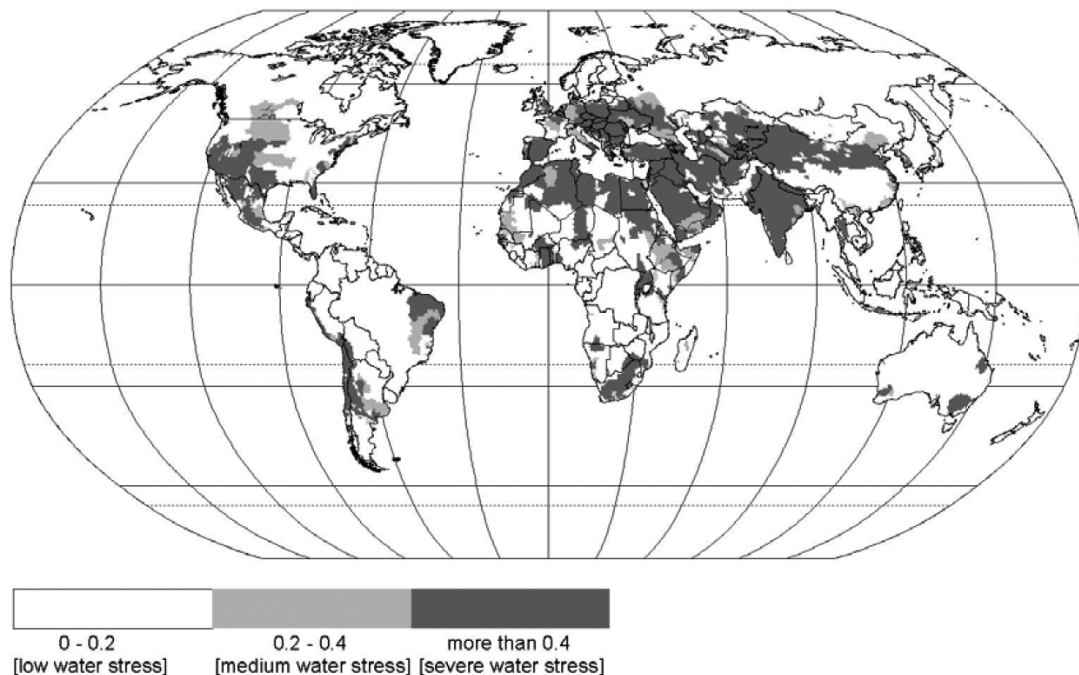 0 - 0.2 0.2 - 0.4 more than 0.4
[low water stress] [medium water stress] [severe water stress]